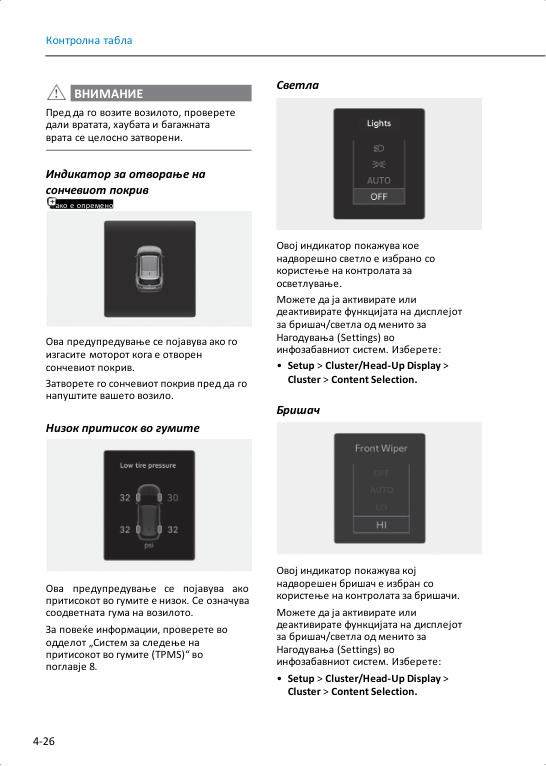 Контролна табла
ВНИМАНИЕ
Пред да го возите возилото, проверете
дали вратата, хаубата и багажната
врата се целосно затворени.
Индикатор за отворање на
сончевиот покрив
ако е опремено
Ова предупредување се појавува ако го
изгасите моторот кога е отворен
сончевиот покрив.
Затворете го сончевиот покрив пред да го
напуштите вашето возило.
Низок притисок во гумите
Low tire pressure
32 30
32 32
psi
Ова предупредување се појавува ако
притисокот во гумите е низок. Се означува
соодветната гума на возилото.
За повеќе информации, проверете во
одделот „Систем за следење на
притисокот во гумите (TPMS)“ во
поглавје 8.
Светла
Lights
AUTO
OFF
Овој индикатор покажува кое
надворешно светло е избрано со
користење на контролата за
осветлување.
Можете да ја активирате или
деактивирате функцијата на дисплејот
за бришач/светла од менито за
Нагодувања (Settings) во
инфозабавниот систем. Изберете:
• Setup > Cluster/Head-Up Display >
Cluster > Content Selection.
Бришач
Front Wiper
OFF
AUTO
LO
HI
Овој индикатор покажува кој
надворешен бришач е избран со
користење на контролата за бришачи.
Можете да ја активирате или
деактивирате функцијата на дисплејот
за бришач/светла од менито за
Нагодувања (Settings) во
инфозабавниот систем. Изберете:
• Setup > Cluster/Head-Up Display >
Cluster > Content Selection.
4-26